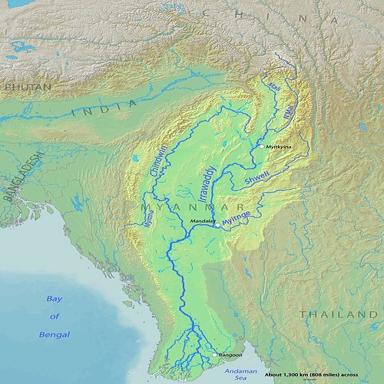 CHINA
BHUTAN
INDIA
Mali
N'Mai
BANGLADESH
Myitkyina
Chindwin
Irrawaddy
Shweli
MYANMAR
Mandalay
Myitnge
Bay
of
Bengal
THAILAND
Rangoon
Andaman
Sea
About 1,300 km (808 miles) across